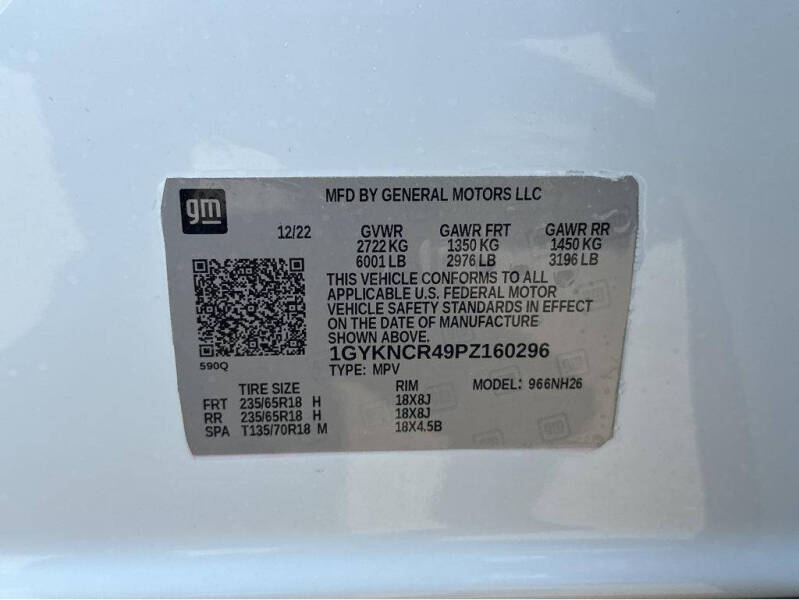 gm
MFD BY GENERAL MOTORS LLC
12/22 GVWR GAWR FRT GAWR RR
2722 KG 1350 KG 1450 KG
6001 LB 2976 LB 3196 LB
THIS VEHICLE CONFORMS TO ALL
APPLICABLE U.S. FEDERAL MOTOR
VEHICLE SAFETY STANDARDS IN EFFECT
ON THE DATE OF MANUFACTURE
SHOWN ABOVE.
1GYKNCR49PZ160296
590Q TYPE: MPV
TIRE SIZE RIM MODEL: 966NH26
FRT 235/65R18 H 18X8J
RR 235/65R18 H 18X8J
SPA T135/70R18 M 18X4.5B